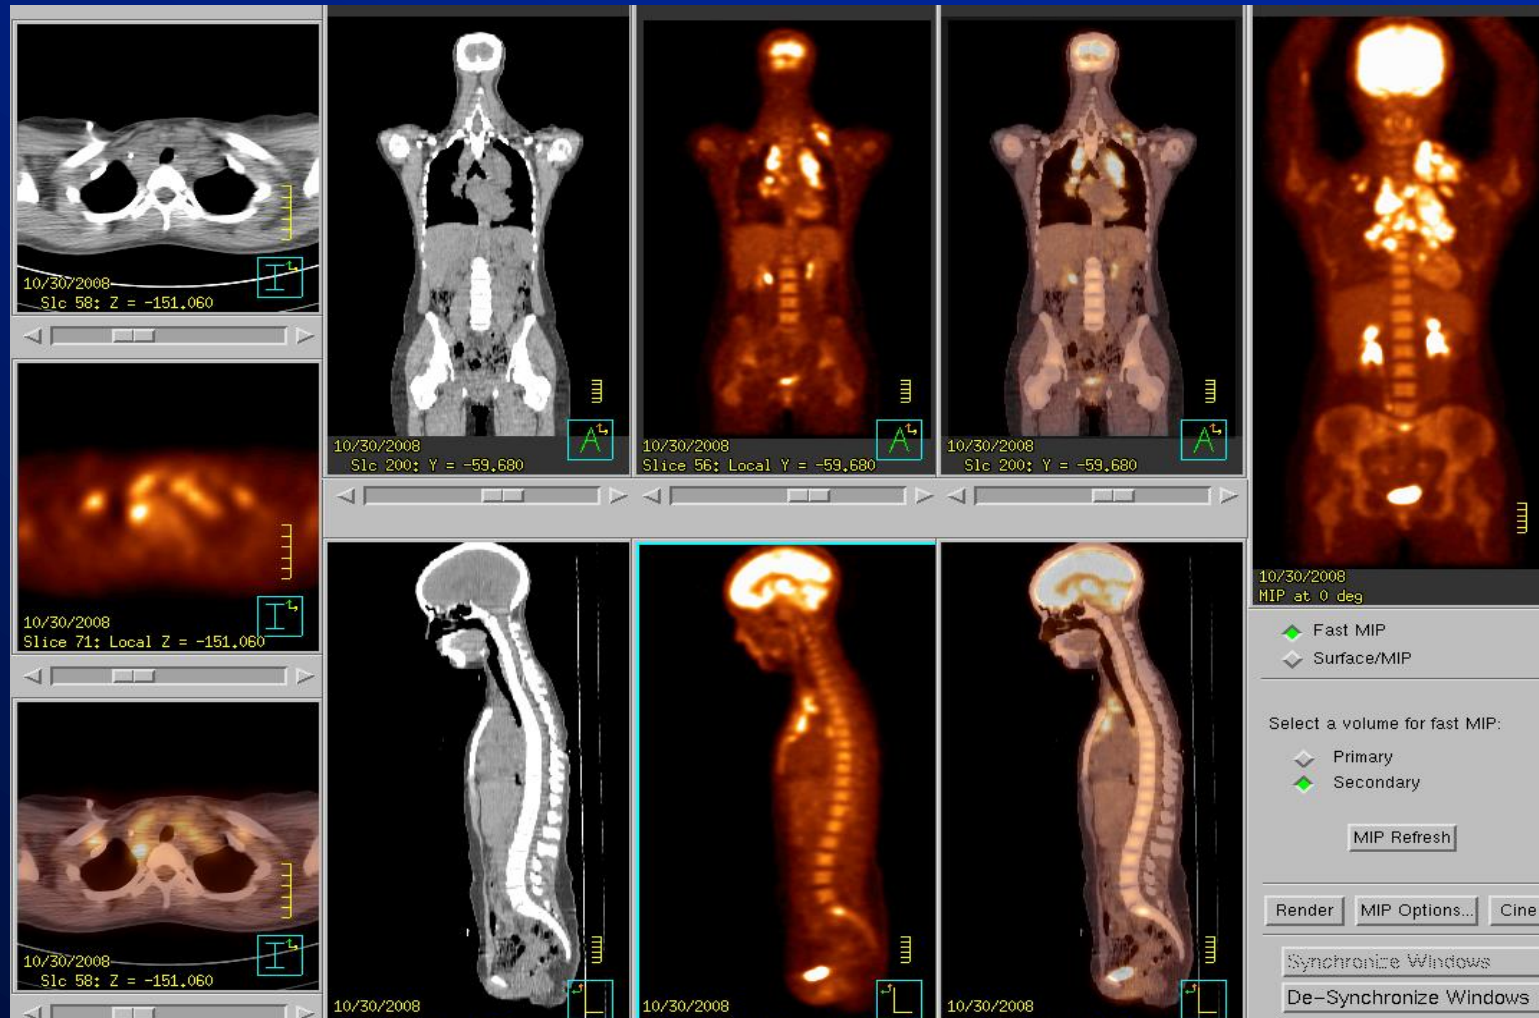 10/30/2008
Slc 58: Z = -151.060
10/30/2008
Slice 71: Local Z = -151.060
10/30/2008
Slc 58: Z = -151.060
10/30/2008
Slc 200: Y = -59.680
A
10/30/2008
Slice 56: Local Y = -59.680
A
10/30/2008
Slc 200: Y = -59.680
A
10/30/2008
L
10/30/2008
L
10/30/2008
L
10/30/2008
MIP at 0 deg
Fast MIP
Surface/MIP
Select a volume for fast MIP:
Primary
Secondary
MIP Refresh
Render
MIP Options...
Cine
Synchronize Windows
De-Synchronize Windows
I
I
I